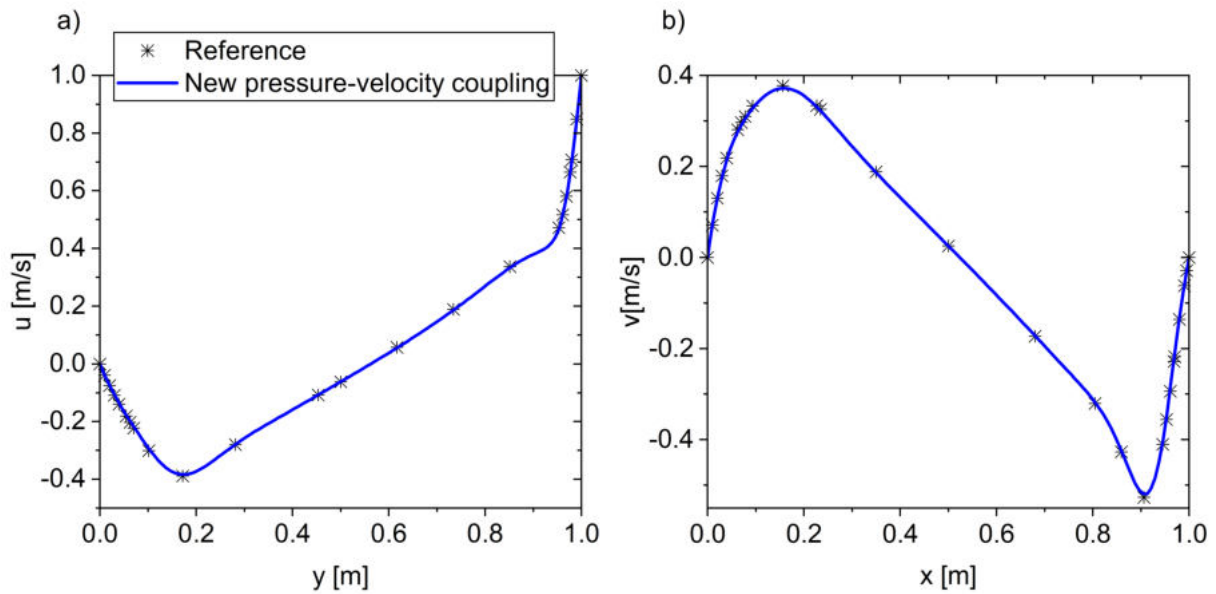 a)
Reference
New pressure-velocity coupling
1.0
0.8
0.6
0.4
0.2
0.0
-0.2
-0.4
u [m/s]
0.0 0.2 0.4 0.6 0.8 1.0
y [m]
b)
0.4
0.2
0.0
-0.2
-0.4
v[m/s]
0.0 0.2 0.4 0.6 0.8 1.0
x [m]